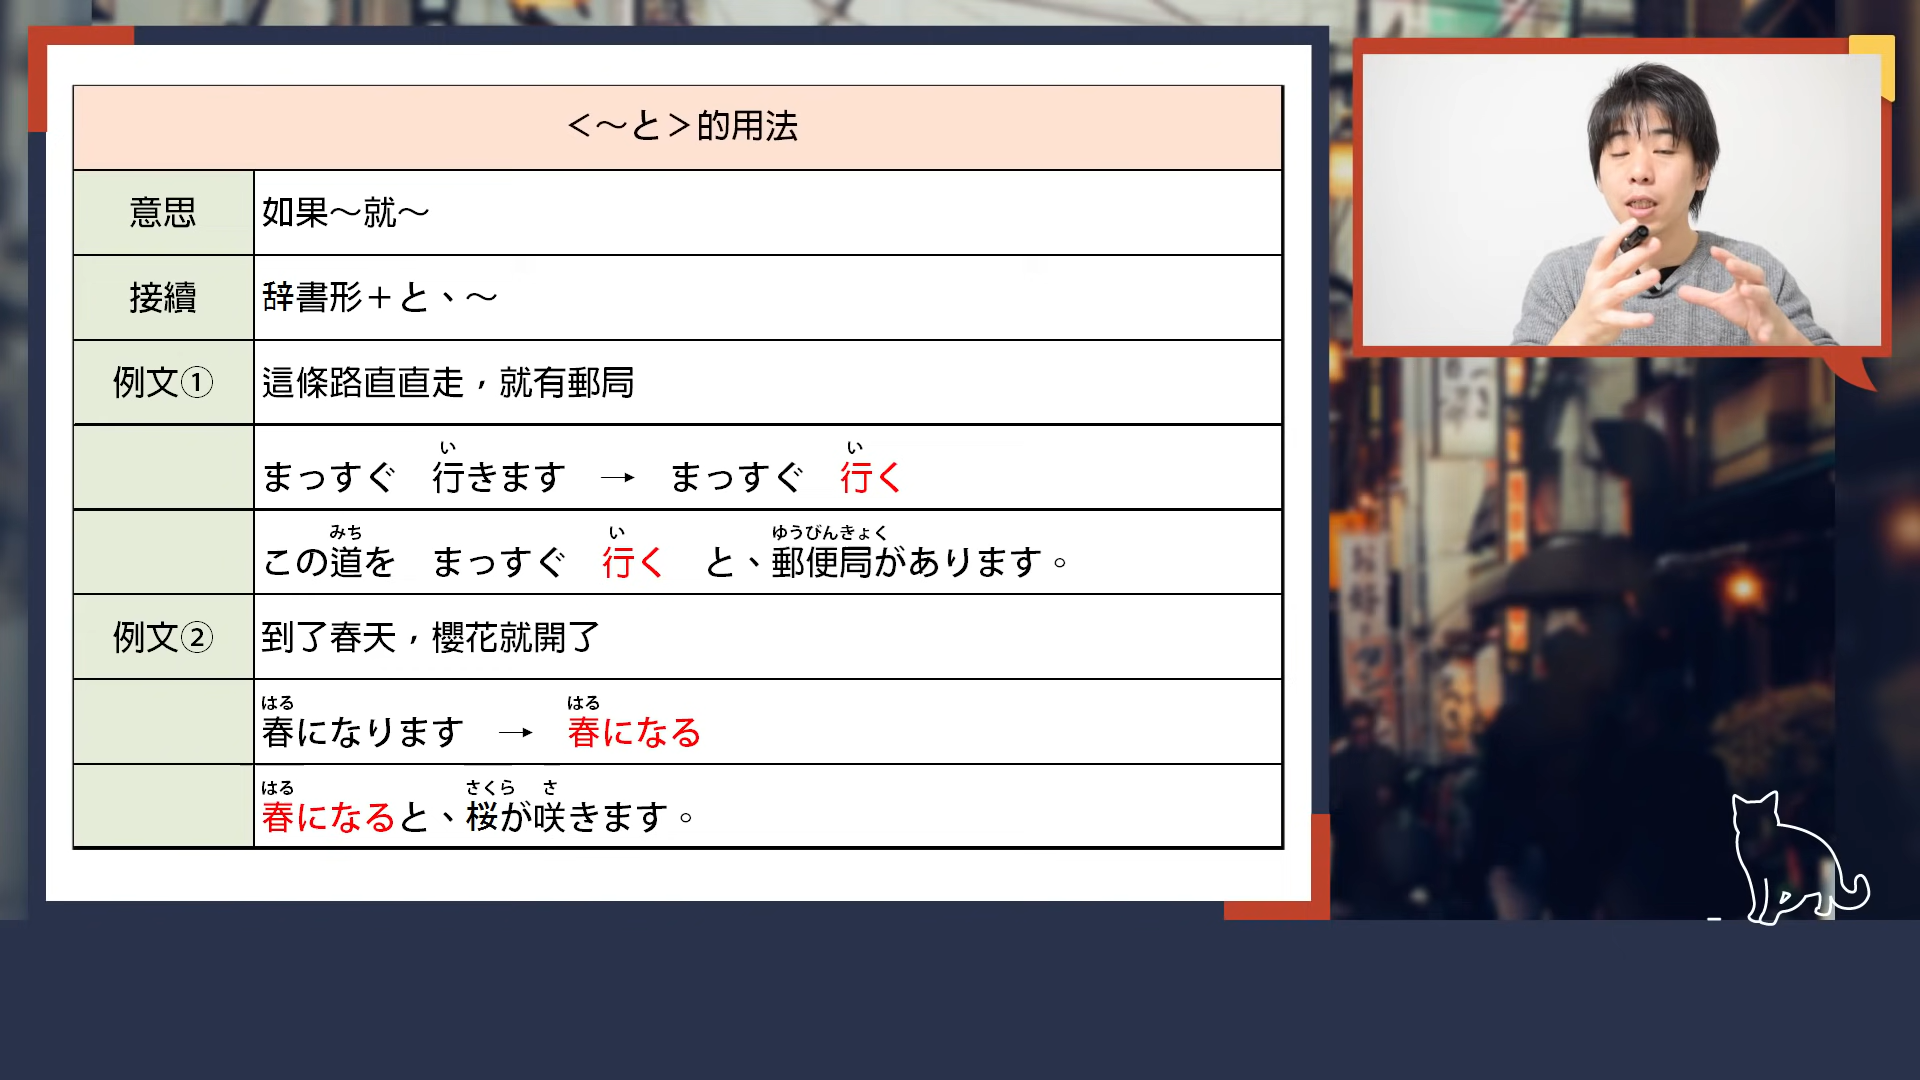 ＜～と＞的用法
意思
如果～就～
接續
辞書形＋と、～
例文①
這條路直直走，就有郵局
い い
まっすぐ 行きます → まっすぐ 行く
みち い ゆうびんきょく
この道を まっすぐ 行く と、郵便局があります。
例文②
到了春天，櫻花就開了
はる はる
春になります → 春になる
はる さくら さ
春になると、桜が咲きます。